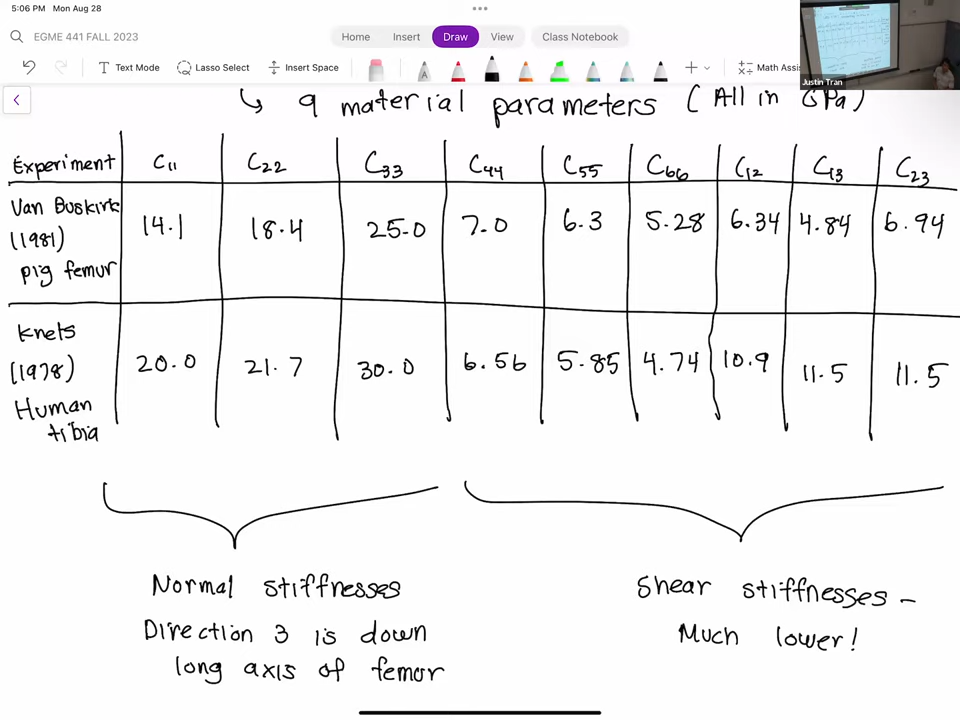 5:06 PM Mon Aug 28
EGME 441 FALL 2023
Home Insert Draw View Class Notebook
Text Mode Lasso Select Insert Space Math Assis
Justin Tran
↳ 9 material parameters (All in GPa)
Experiment C11 C22 C33 C44 C55 C66 C12 C13 C23
Van Buskirk
(1981)
pig femur
14.1 18.4 25.0 7.0 6.3 5.28 6.34 4.84 6.94
Knets
(1978)
Human
tibia
20.0 21.7 30.0 6.56 5.85 4.74 10.9 11.5 11.5
Normal stiffnesses
Direction 3 is down
long axis of femur
Shear stiffnesses -
Much lower!